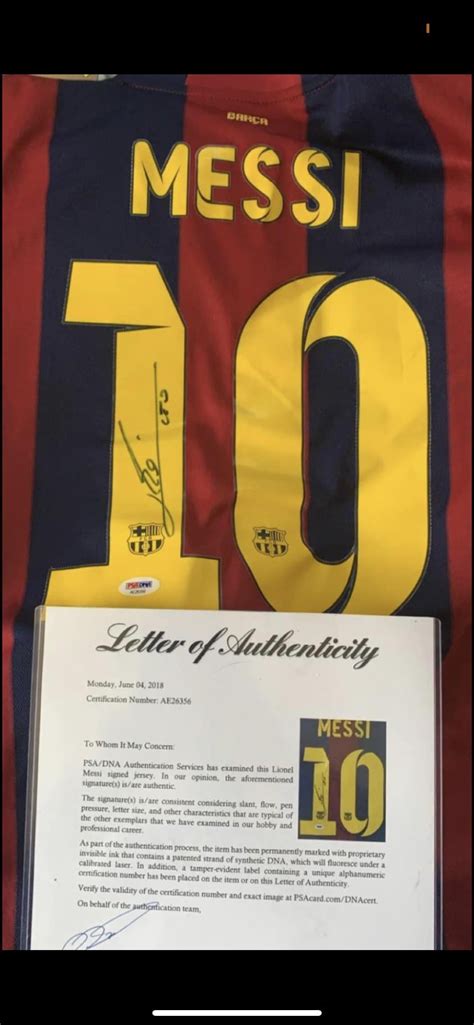 BARÇA
MESSI
10
PSA/DNA
Letter of Authenticity
Monday, June 04, 2018
Certification Number: AE26356
To Whom It May Concern:
PSA/DNA Authentication Services has examined this Lionel
Messi signed jersey. In our opinion, the aforementioned
signature(s) is/are authentic.
The signature(s) is/are consistent considering slant, flow, pen
pressure, letter size, and other characteristics that are typical of
the other exemplars that we have examined in our hobby and
professional career.
As part of the authentication process, the item has been permanently marked with proprietary
invisible ink that contains a patented strand of synthetic DNA, which will fluoresce under a
calibrated laser. In addition, a tamper-evident label containing a unique alphanumeric
certification number has been placed on the item or on this Letter of Authenticity.
Verify the validity of the certification number and exact image at PSAcard.com/DNAcert.
On behalf of the authentication team,
MESSI
10